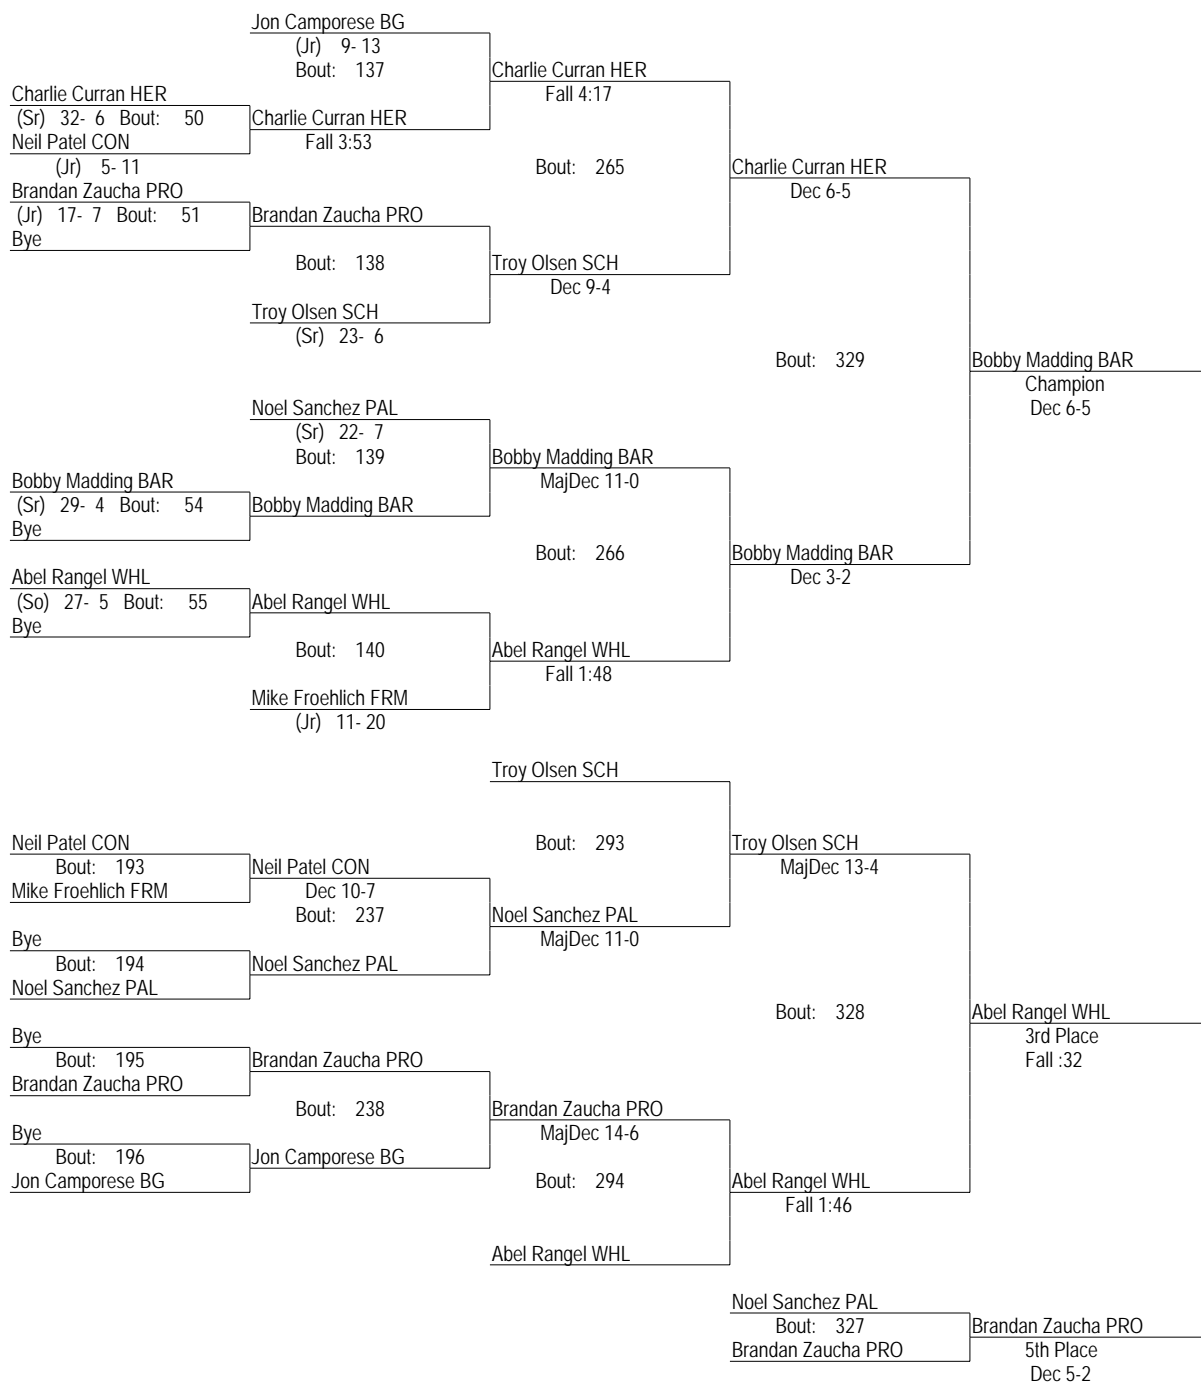 Jon Camporese BG
(Jr) 9- 13
Bout: 137
Charlie Curran HER
Fall 4:17
Charlie Curran HER
(Sr) 32- 6 Bout: 50
Charlie Curran HER
Fall 3:53
Neil Patel CON
(Jr) 5- 11
Bout: 265
Charlie Curran HER
Dec 6-5
Brandan Zaucha PRO
(Jr) 17- 7 Bout: 51
Brandan Zaucha PRO
Bye
Bout: 138
Troy Olsen SCH
Dec 9-4
Troy Olsen SCH
(Sr) 23- 6
Bout: 329
Bobby Madding BAR
Champion
Dec 6-5
Noel Sanchez PAL
(Sr) 22- 7
Bout: 139
Bobby Madding BAR
MajDec 11-0
Bobby Madding BAR
(Sr) 29- 4 Bout: 54
Bobby Madding BAR
Bye
Bout: 266
Bobby Madding BAR
Dec 3-2
Abel Rangel WHL
(So) 27- 5 Bout: 55
Abel Rangel WHL
Bye
Bout: 140
Abel Rangel WHL
Fall 1:48
Mike Froehlich FRM
(Jr) 11- 20
Troy Olsen SCH
Neil Patel CON
Bout: 193
Neil Patel CON
Dec 10-7
Mike Froehlich FRM
Bout: 293
Troy Olsen SCH
MajDec 13-4
Bout: 237
Noel Sanchez PAL
MajDec 11-0
Bye
Bout: 194
Noel Sanchez PAL
Noel Sanchez PAL
Bout: 328
Abel Rangel WHL
3rd Place
Fall :32
Bye
Bout: 195
Brandan Zaucha PRO
Brandan Zaucha PRO
Bout: 238
Brandan Zaucha PRO
MajDec 14-6
Bye
Bout: 196
Jon Camporese BG
Jon Camporese BG
Bout: 294
Abel Rangel WHL
Fall 1:46
Abel Rangel WHL
Noel Sanchez PAL
Bout: 327
Brandan Zaucha PRO
Brandan Zaucha PRO
5th Place
Dec 5-2